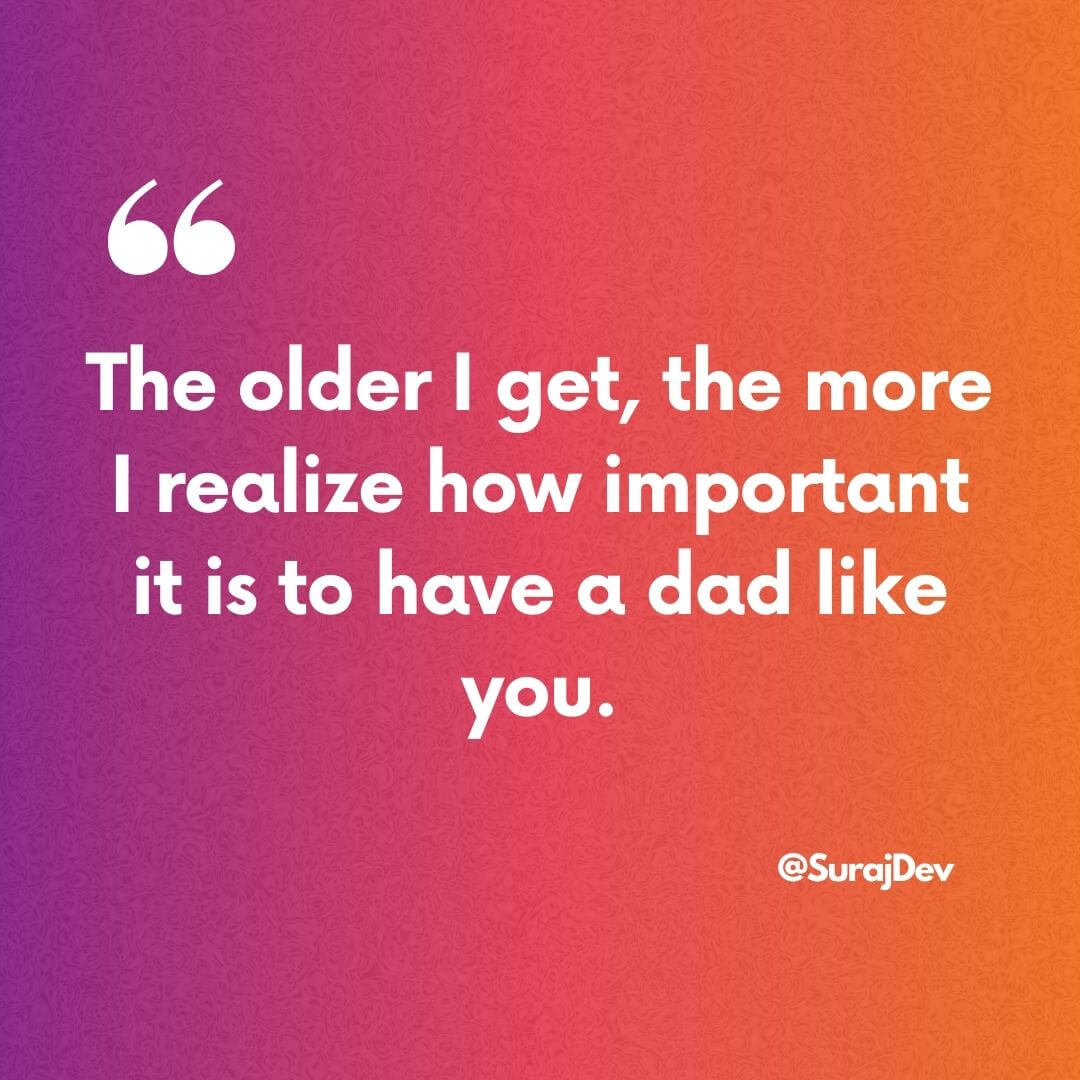 “
The older I get, the more
I realize how important
it is to have a dad like
you.
@SurajDev